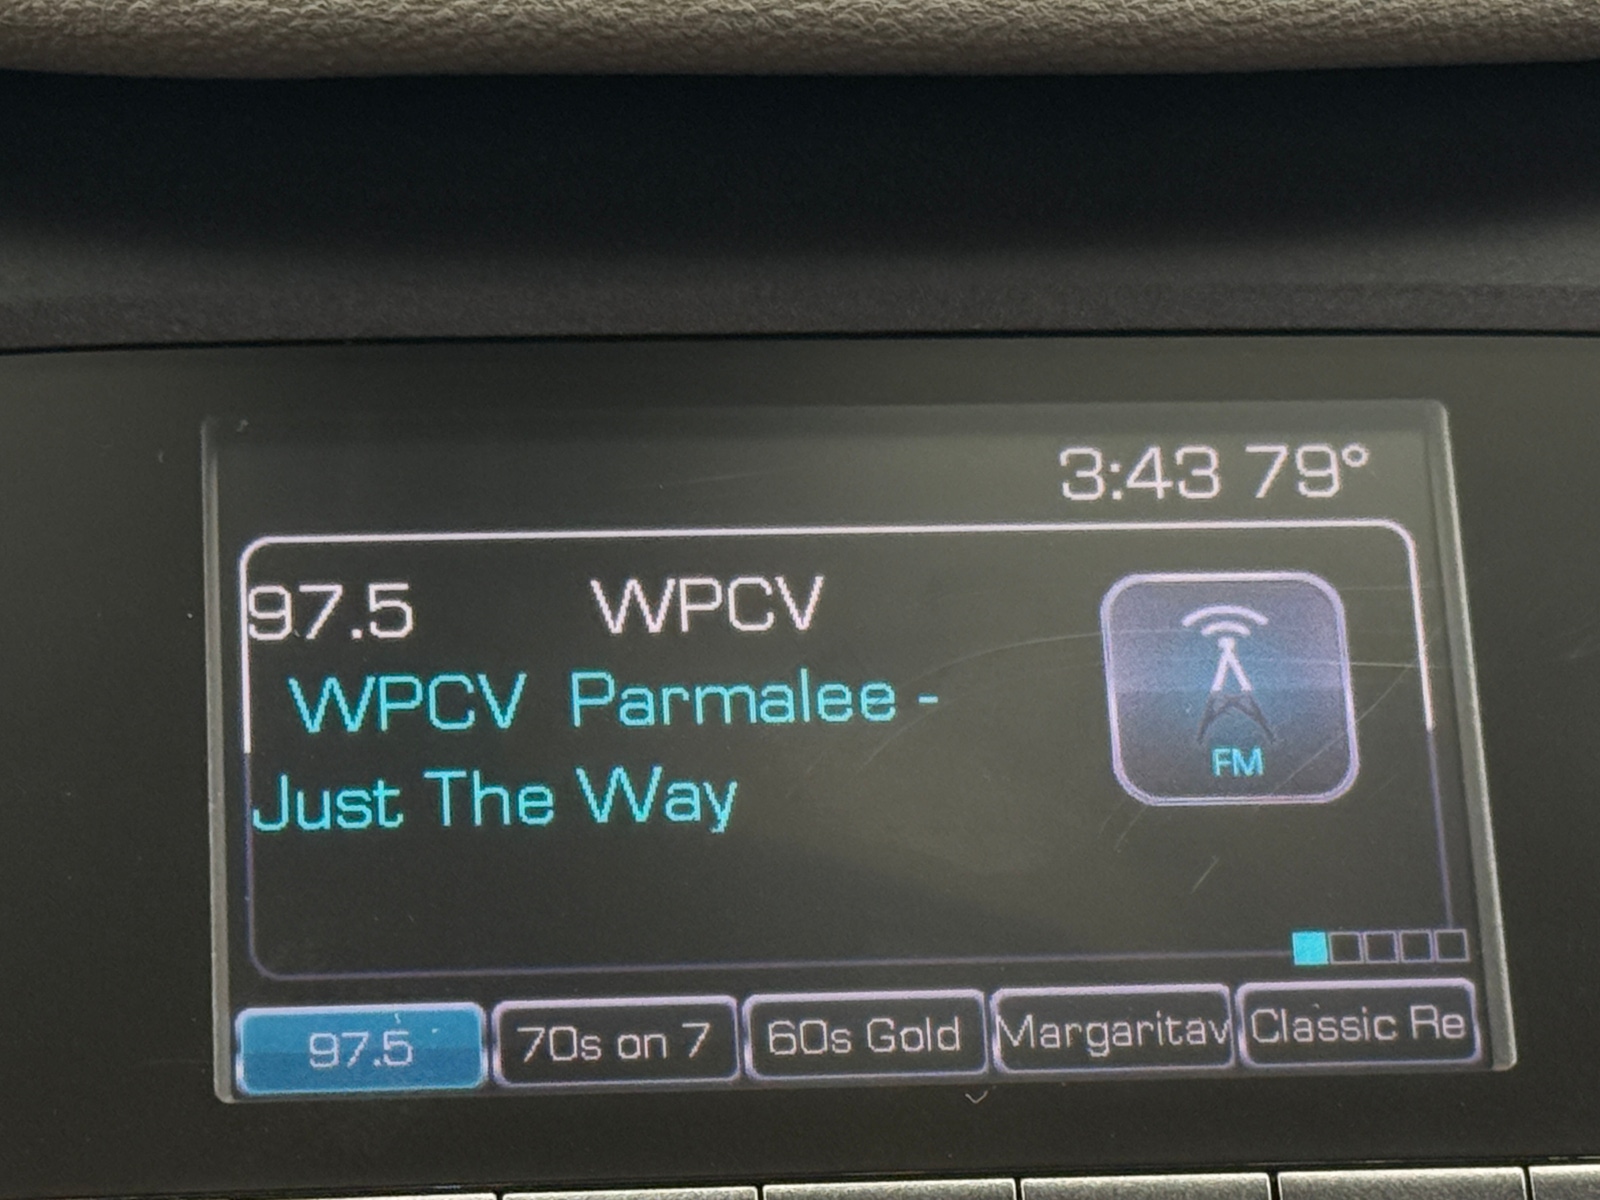 3:43 79°
97.5 WPCV
WPCV Parmalee -
Just The Way
FM
97.5 70s on 7 60s Gold Margaritav Classic Re